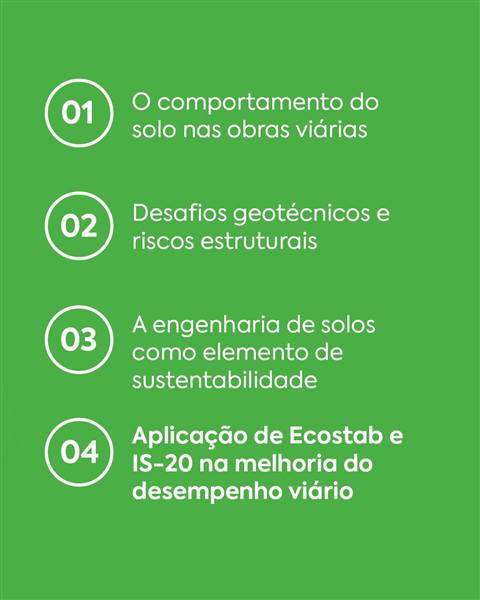 01
O comportamento do
solo nas obras viárias
02
Desafios geotécnicos e
riscos estruturais
03
A engenharia de solos
como elemento de
sustentabilidade
04
Aplicação de Ecostab e
IS-20 na melhoria do
desempenho viário